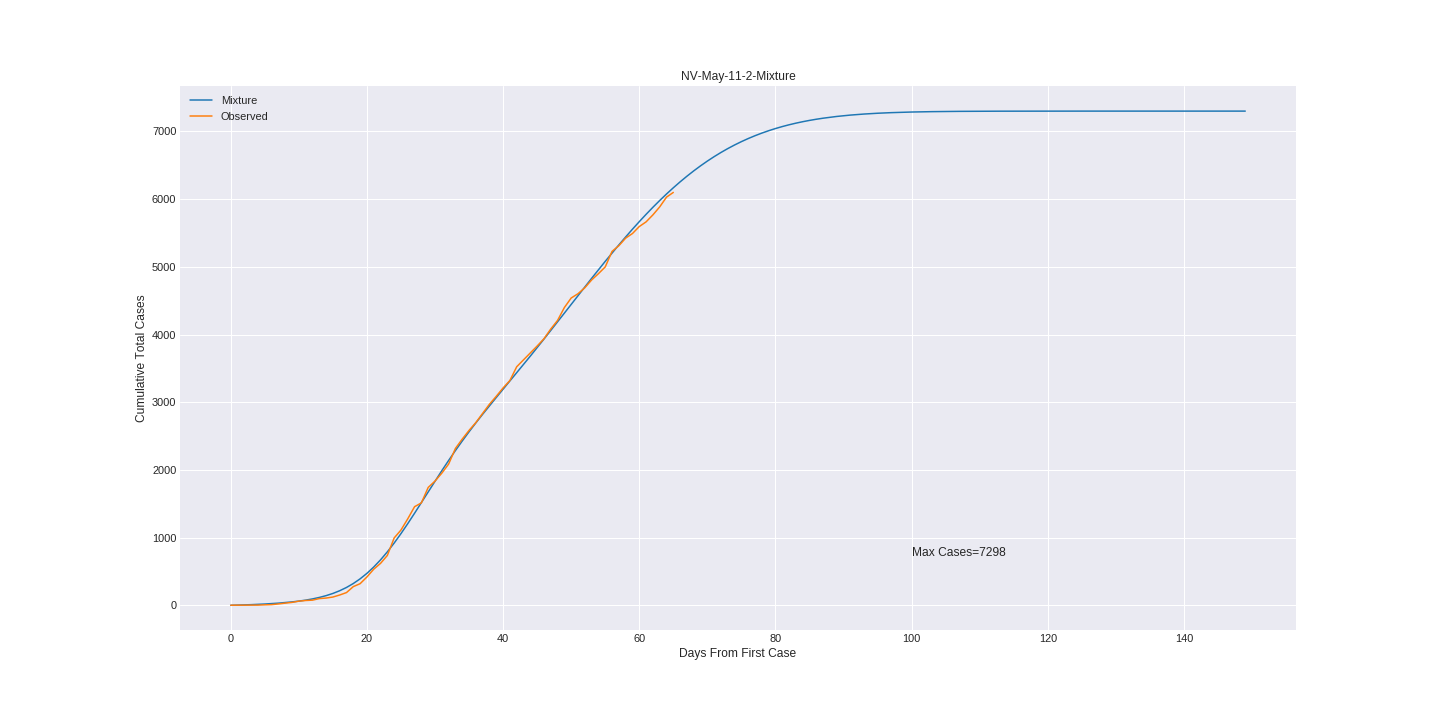 NV-May-11-2-Mixture
Mixture
Observed
7000
6000
5000
4000
3000
2000
1000
0
Cumulative Total Cases
Max Cases=7298
0 20 40 60 80 100 120 140
Days From First Case